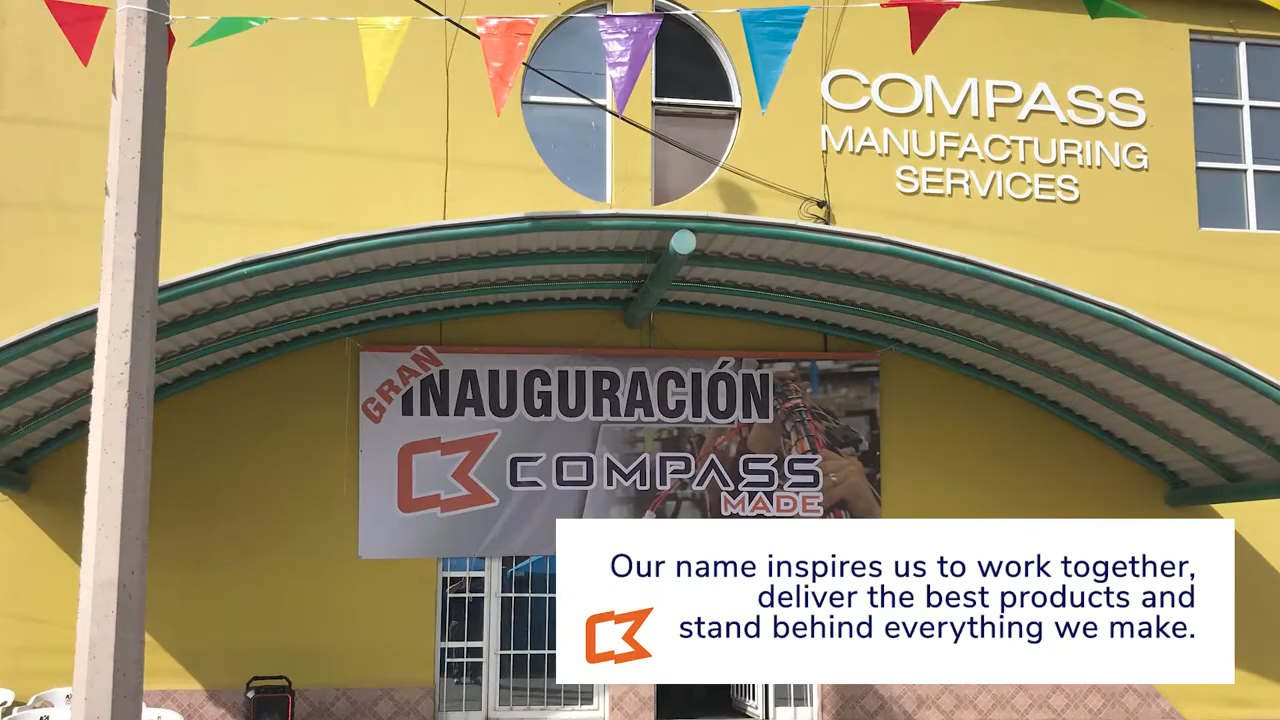 COMPASS
MANUFACTURING
SERVICES
GRAN
INAUGURACIÓN
COMPASS
MADE
Our name inspires us to work together,
deliver the best products and
stand behind everything we make.